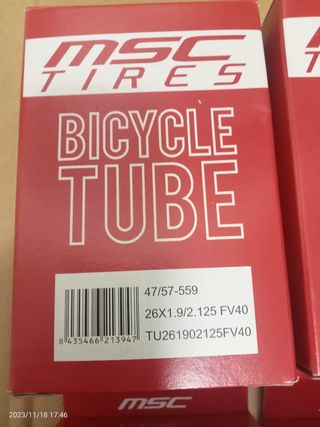 msc
TIRES
BICYCLE
TUBE
47/57-559
26X1.9/2.125 FV40
TU261902125FV40
8 435466 213947
msc
2023/11/18 17:46